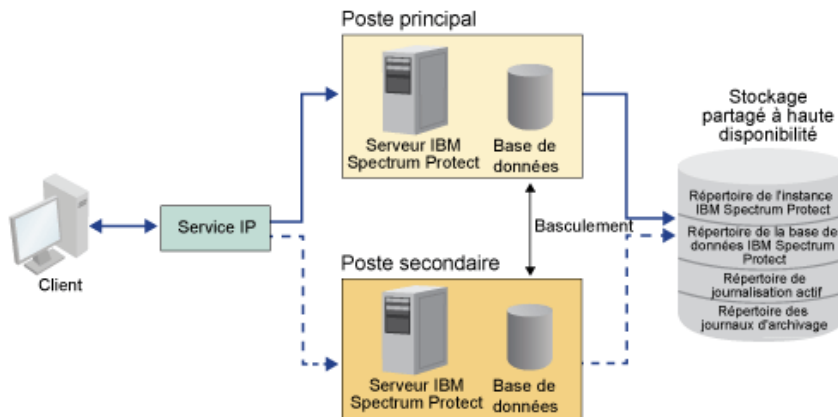 Poste principal
Serveur IBM
Spectrum Protect
Base de
données
Stockage
partagé à haute
disponibilité
Répertoire de l'instance
IBM Spectrum Protect
Répertoire de la base de
données IBM Spectrum
Protect
Répertoire de
journalisation actif
Répertoire des
journaux d'archivage
Service IP
Client
Basculement
Poste secondaire
Serveur IBM
Spectrum Protect
Base de
données